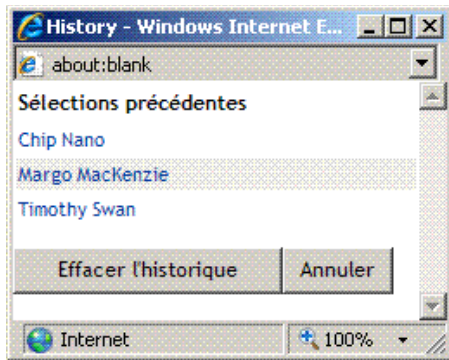 History - Windows Internet E...
about:blank
Sélections précédentes
Chip Nano
Margo MacKenzie
Timothy Swan
Effacer l'historique Annuler
Internet 100%